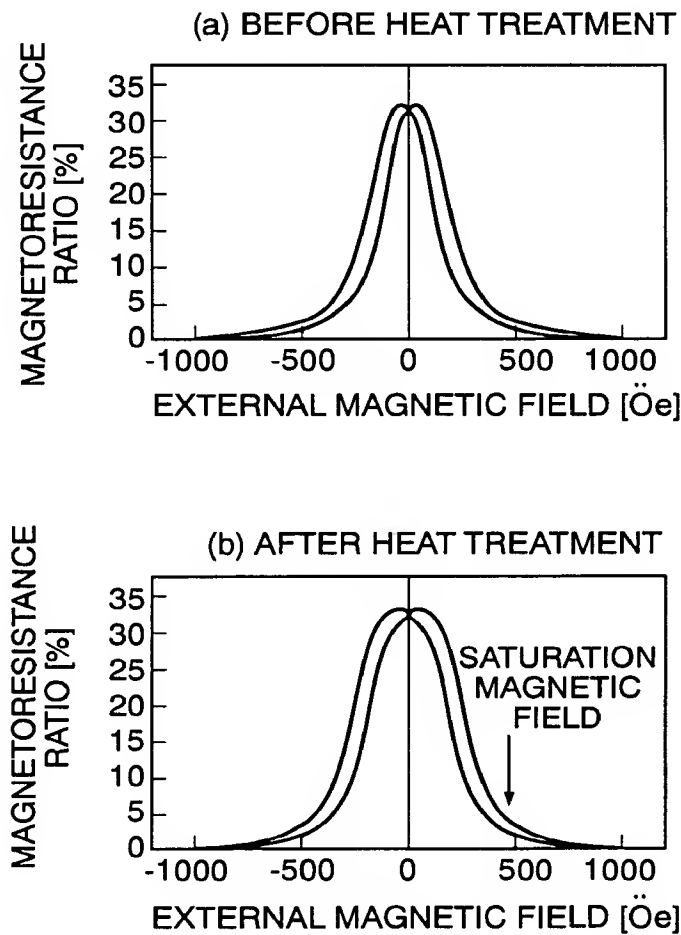 (a) BEFORE HEAT TREATMENT
MAGNETORESISTANCE
RATIO [%]
35
30
25
20
15
10
5
0
-1000 -500 0 500 1000
EXTERNAL MAGNETIC FIELD [Öe]
(b) AFTER HEAT TREATMENT
MAGNETORESISTANCE
RATIO [%]
35
30
25
20
15
10
5
0
SATURATION
MAGNETIC
FIELD
-1000 -500 0 500 1000
EXTERNAL MAGNETIC FIELD [Öe]